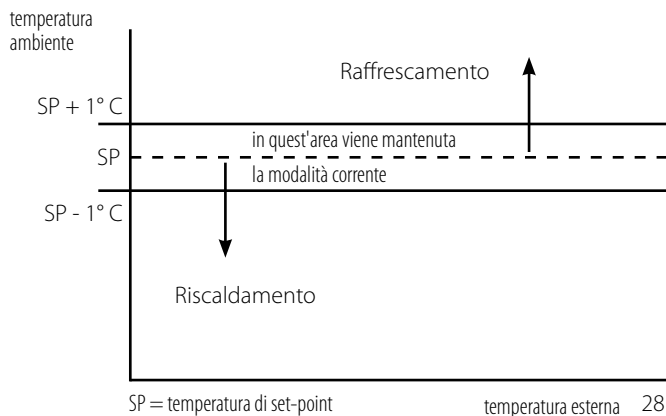 temperatura
ambiente
Raffrescamento
SP + 1° C
in quest'area viene mantenuta
SP
la modalità corrente
SP - 1° C
Riscaldamento
SP = temperatura di set-point
temperatura esterna 28